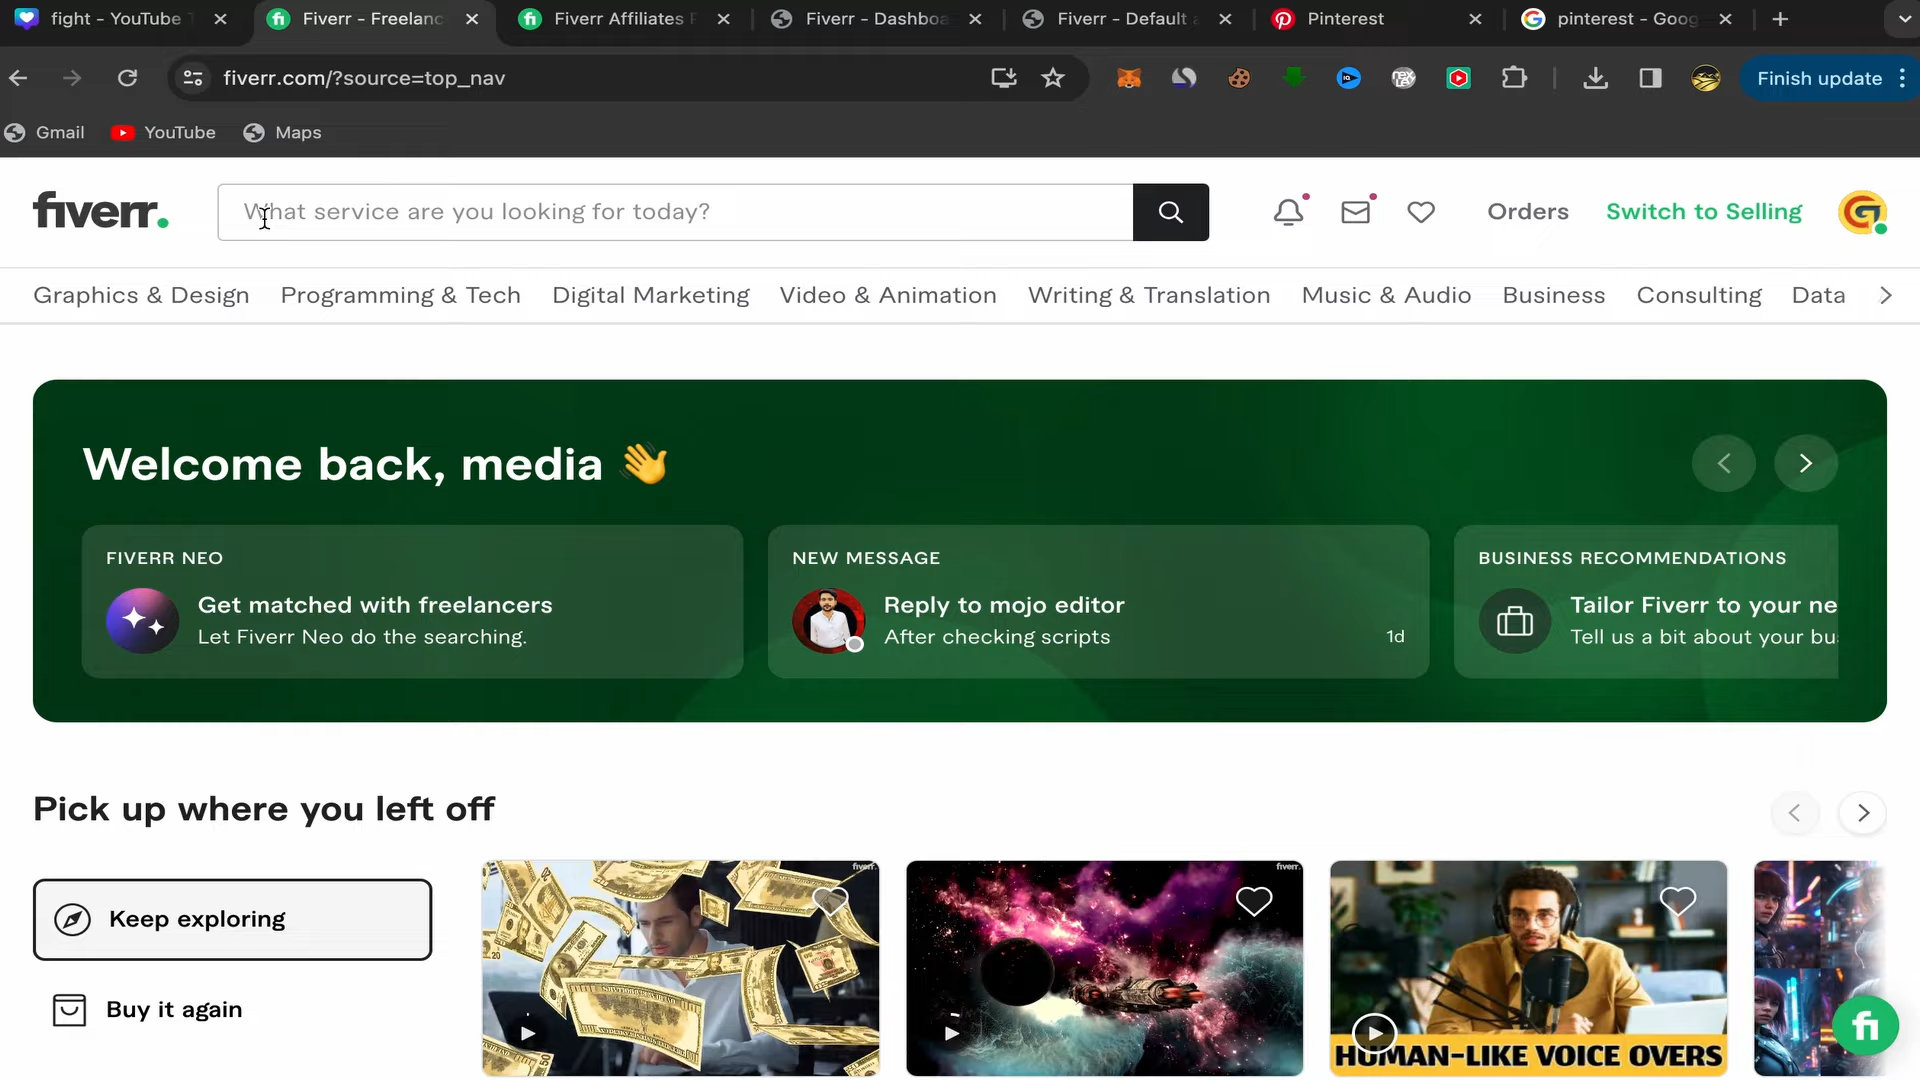 fight - YouTube
Fiverr - Freelanc
Fiverr Affiliates
Fiverr - Dashboa
Fiverr - Default
Pinterest
pinterest - Goog
fiverr.com/?source=top_nav
Finish update
Gmail
YouTube
Maps
fiverr.
What service are you looking for today?
Orders
Switch to Selling
Graphics & Design
Programming & Tech
Digital Marketing
Video & Animation
Writing & Translation
Music & Audio
Business
Consulting
Data
Welcome back, media 👋
FIVERR NEO
Get matched with freelancers
Let Fiverr Neo do the searching.
NEW MESSAGE
Reply to mojo editor
After checking scripts
1d
BUSINESS RECOMMENDATIONS
Tailor Fiverr to your ne
Tell us a bit about your bu
Pick up where you left off
Keep exploring
Buy it again
fiverr.
fiverr.
HUMAN-LIKE VOICE OVERS
fi